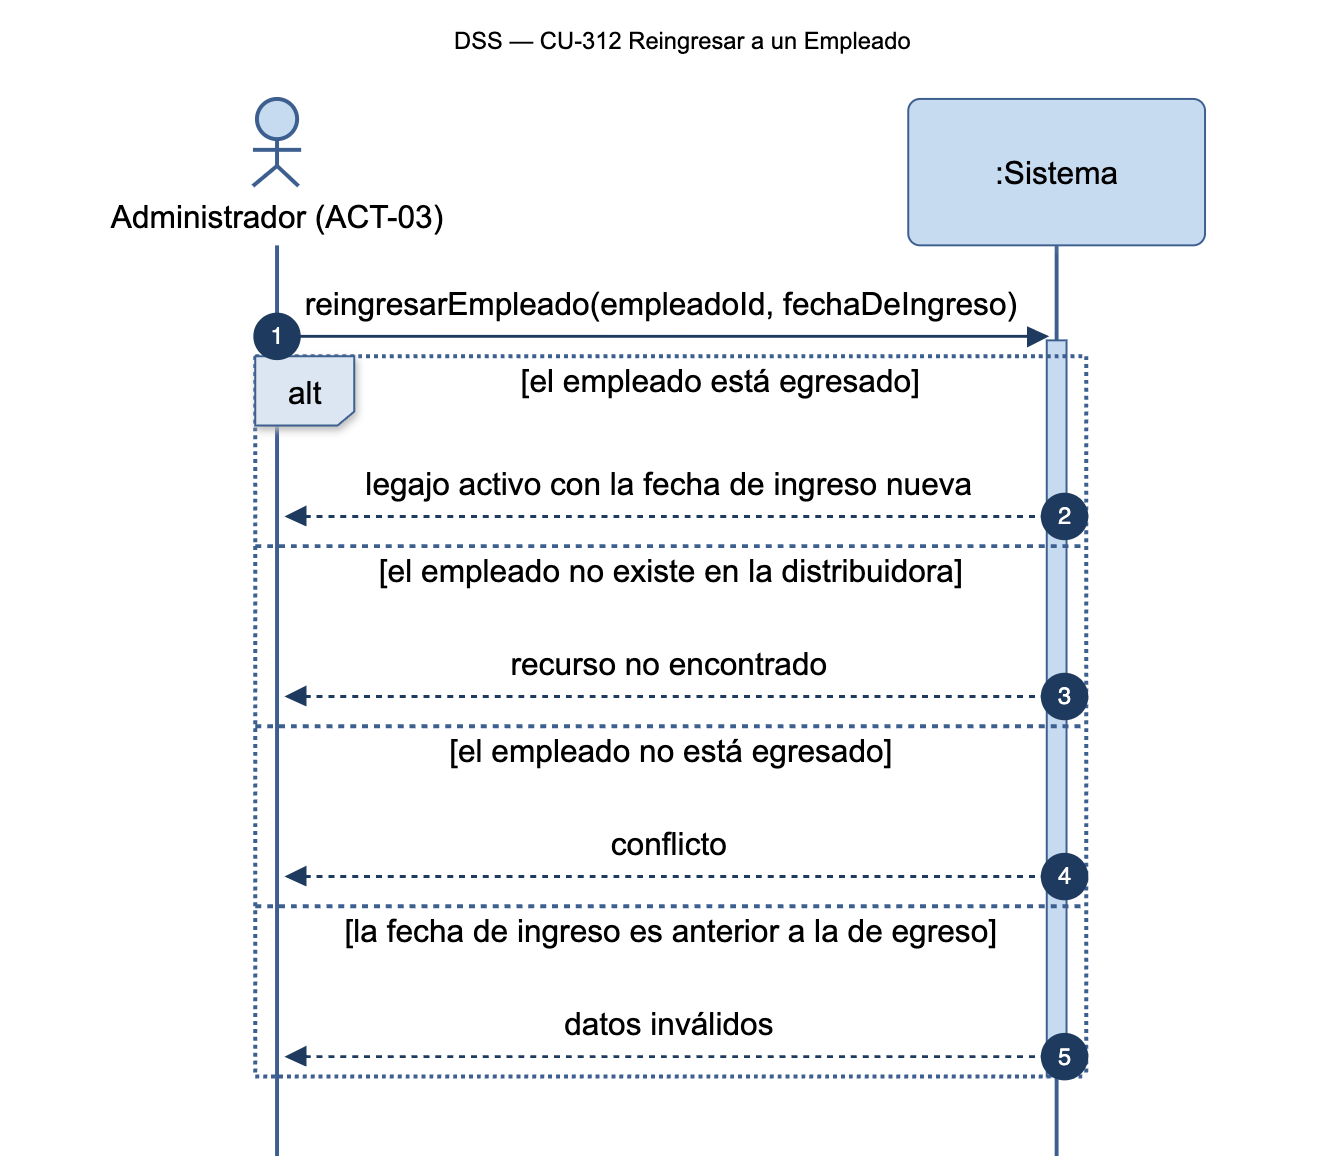 DSS — CU-312 Reingresar a un Empleado
:Sistema
Administrador (ACT-03)
reingresarEmpleado(empleadoId, fechaDeIngreso)
1
alt
[el empleado está egresado]
legajo activo con la fecha de ingreso nueva
2
[el empleado no existe en la distribuidora]
recurso no encontrado
3
[el empleado no está egresado]
conflicto
4
[la fecha de ingreso es anterior a la de egreso]
datos inválidos
5